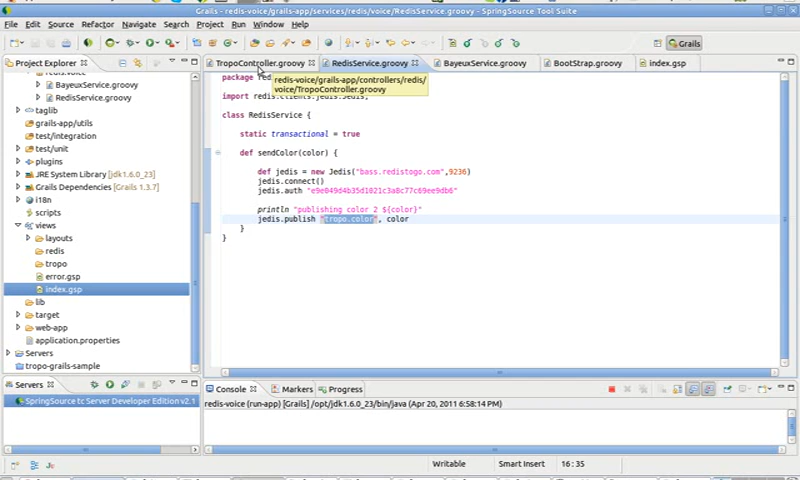 Grails - redis-voice/grails-app/services/redis/voice/RedisService.groovy - SpringSource Tool Suite
File Edit Source Refactor Navigate Search Project Run Window Help
Grails
Project Explorer
redis.voice
BayeuxService.groovy
RedisService.groovy
taglib
grails-app/utils
test/integration
test/unit
plugins
JRE System Library [jdk1.6.0_23]
Grails Dependencies [Grails 1.3.7]
i18n
scripts
views
layouts
redis
tropo
error.gsp
index.gsp
lib
target
web-app
application.properties
Servers
tropo-grails-sample
TropoController.groovy RedisService.groovy BayeuxService.groovy BootStrap.groovy index.gsp
redis-voice/grails-app/controllers/redis/
voice/TropoController.groovy
package
import redis.clients.jedis.Jedis;
class RedisService {
static transactional = true
def sendColor(color) {
def jedis = new Jedis("bass.redistogo.com",9236)
jedis.connect()
jedis.auth "e9e049d4b35d1021c3a8c77c69ee9db6"
println "publishing color 2 ${color}"
jedis.publish "tropo.color", color
}
}
Servers
SpringSource tc Server Developer Edition v2.1
Console Markers Progress
redis-voice (run-app) [Grails] /opt/jdk1.6.0_23/bin/java (Apr 20, 2011 6:58:14 PM)
Writable Smart Insert 16 : 35